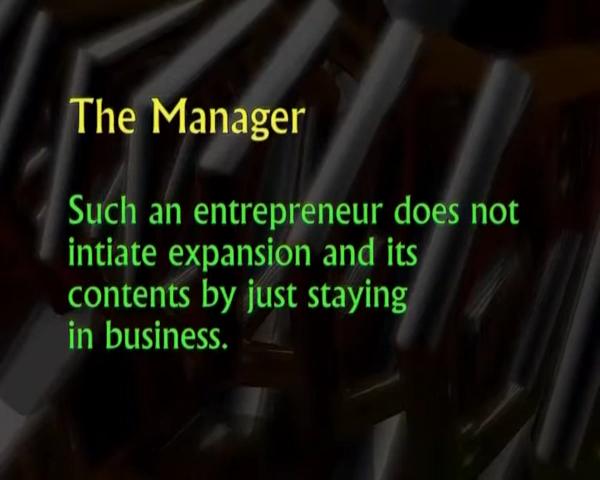 The Manager
Such an entrepreneur does not
intiate expansion and its
contents by just staying
in business.